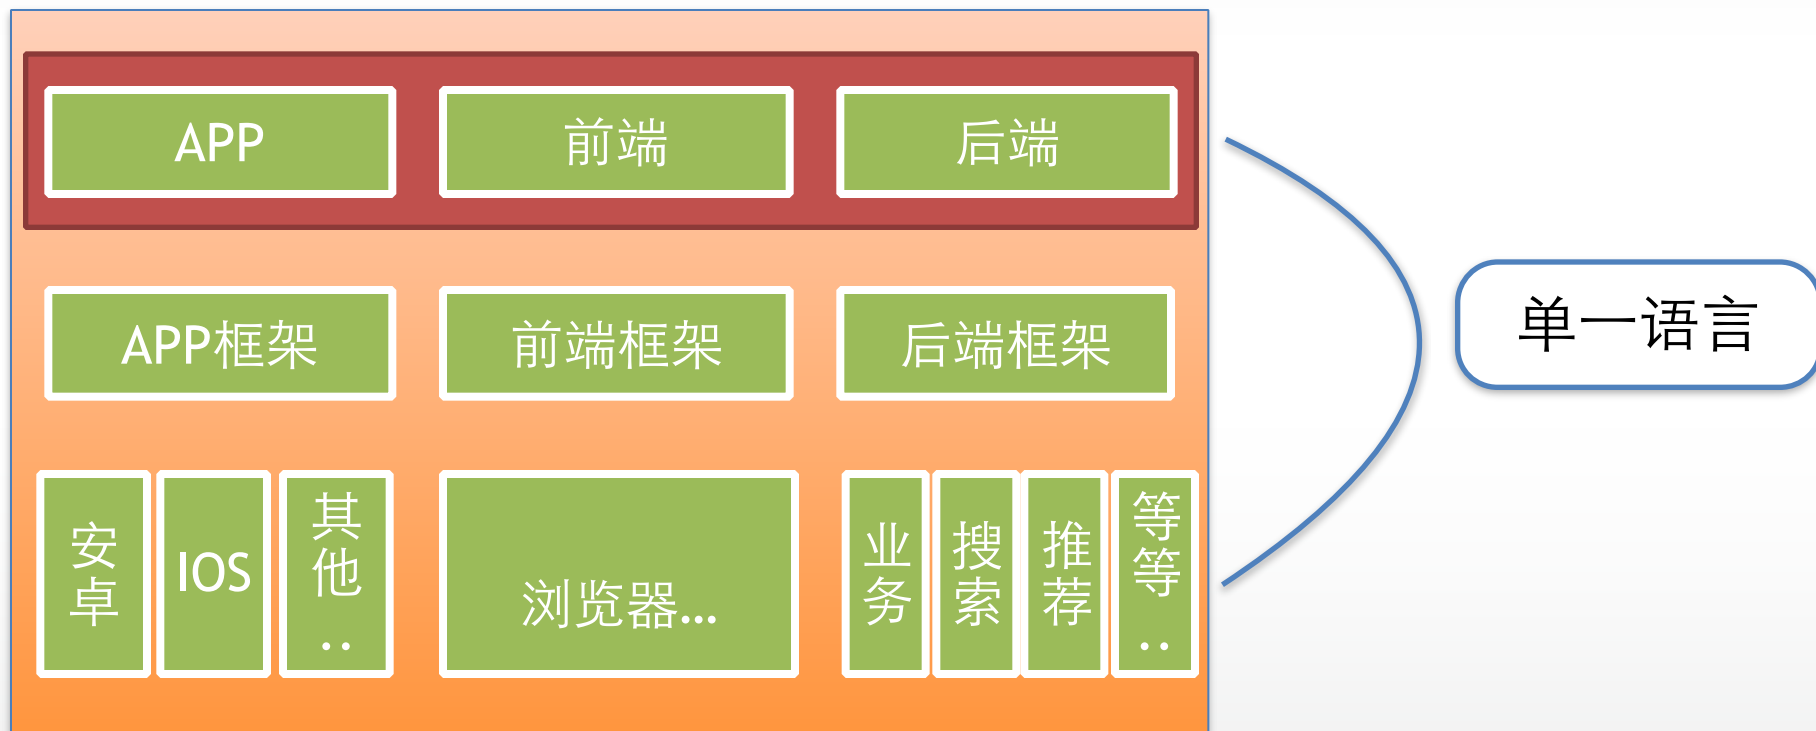 APP
前端
后端
APP框架
前端框架
后端框架
单一语言
安
卓
IOS
其
他
..
浏览器...
业
务
搜
索
推
荐
等
等
..